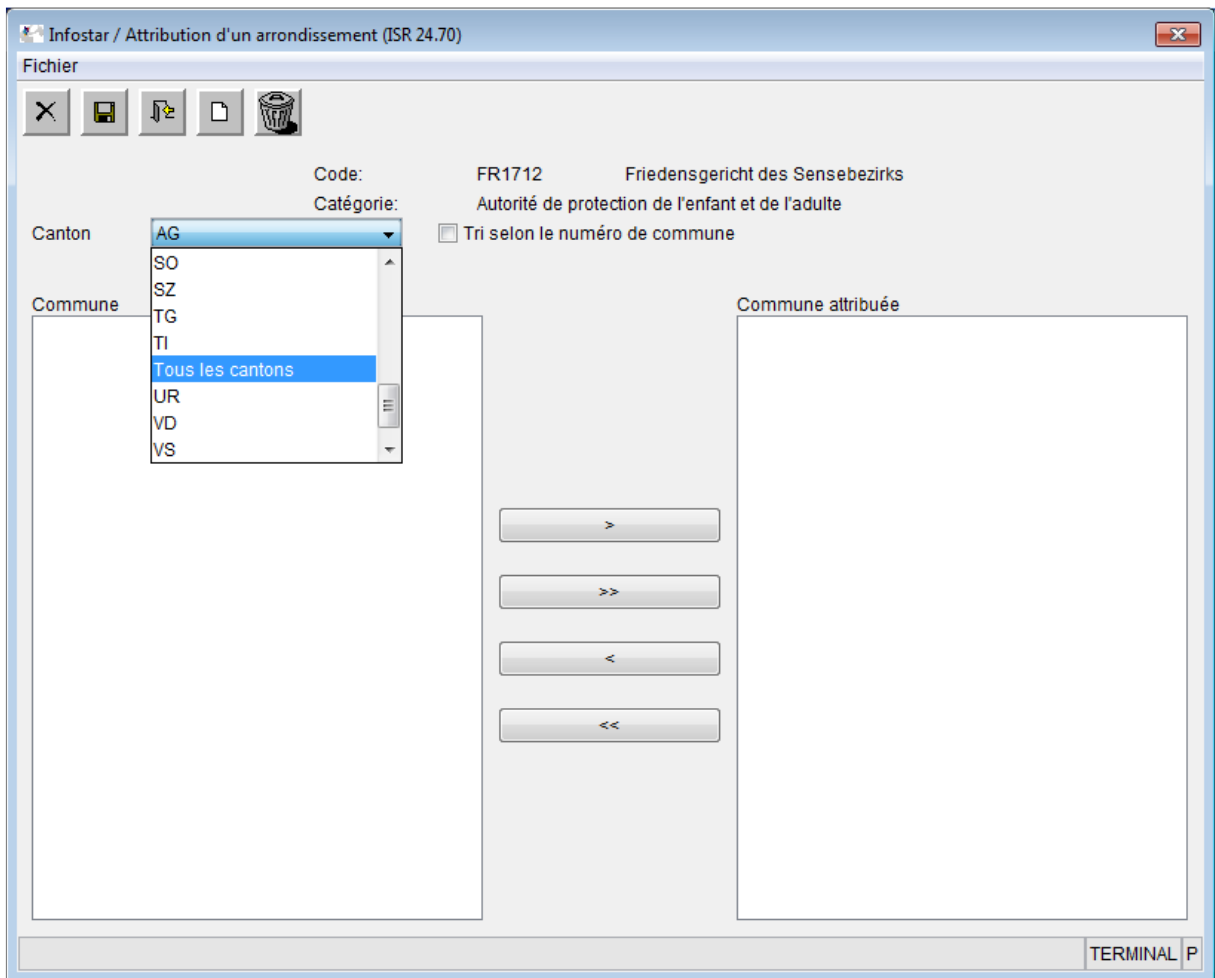 Infostar / Attribution d'un arrondissement (ISR 24.70)
Fichier
Code: FR1712 Friedensgericht des Sensebezirks
Catégorie: Autorité de protection de l'enfant et de l'adulte
Canton AG Tri selon le numéro de commune
SO
SZ
TG
TI
Tous les cantons
UR
VD
VS
Commune Commune attribuée
>
>>
<
<<
TERMINAL P